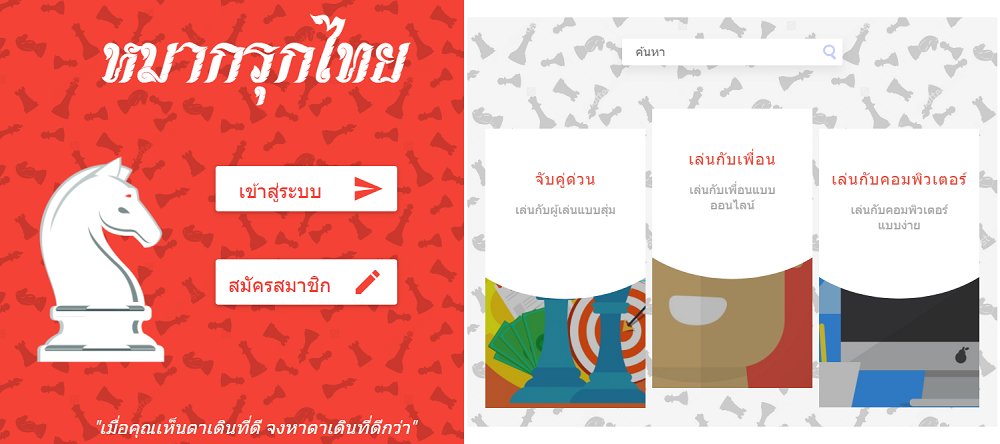 หมากรุกไทย
เข้าสู่ระบบ
สมัครสมาชิก
"เมื่อคุณเห็นตาเดินที่ดี จงหาตาเดินที่ดีกว่า"
ค้นหา
จับคู่ด่วน
เล่นกับผู้เล่นแบบสุ่ม
เล่นกับเพื่อน
เล่นกับเพื่อนแบบ
ออนไลน์
เล่นกับคอมพิวเตอร์
เล่นกับคอมพิวเตอร์
แบบง่าย